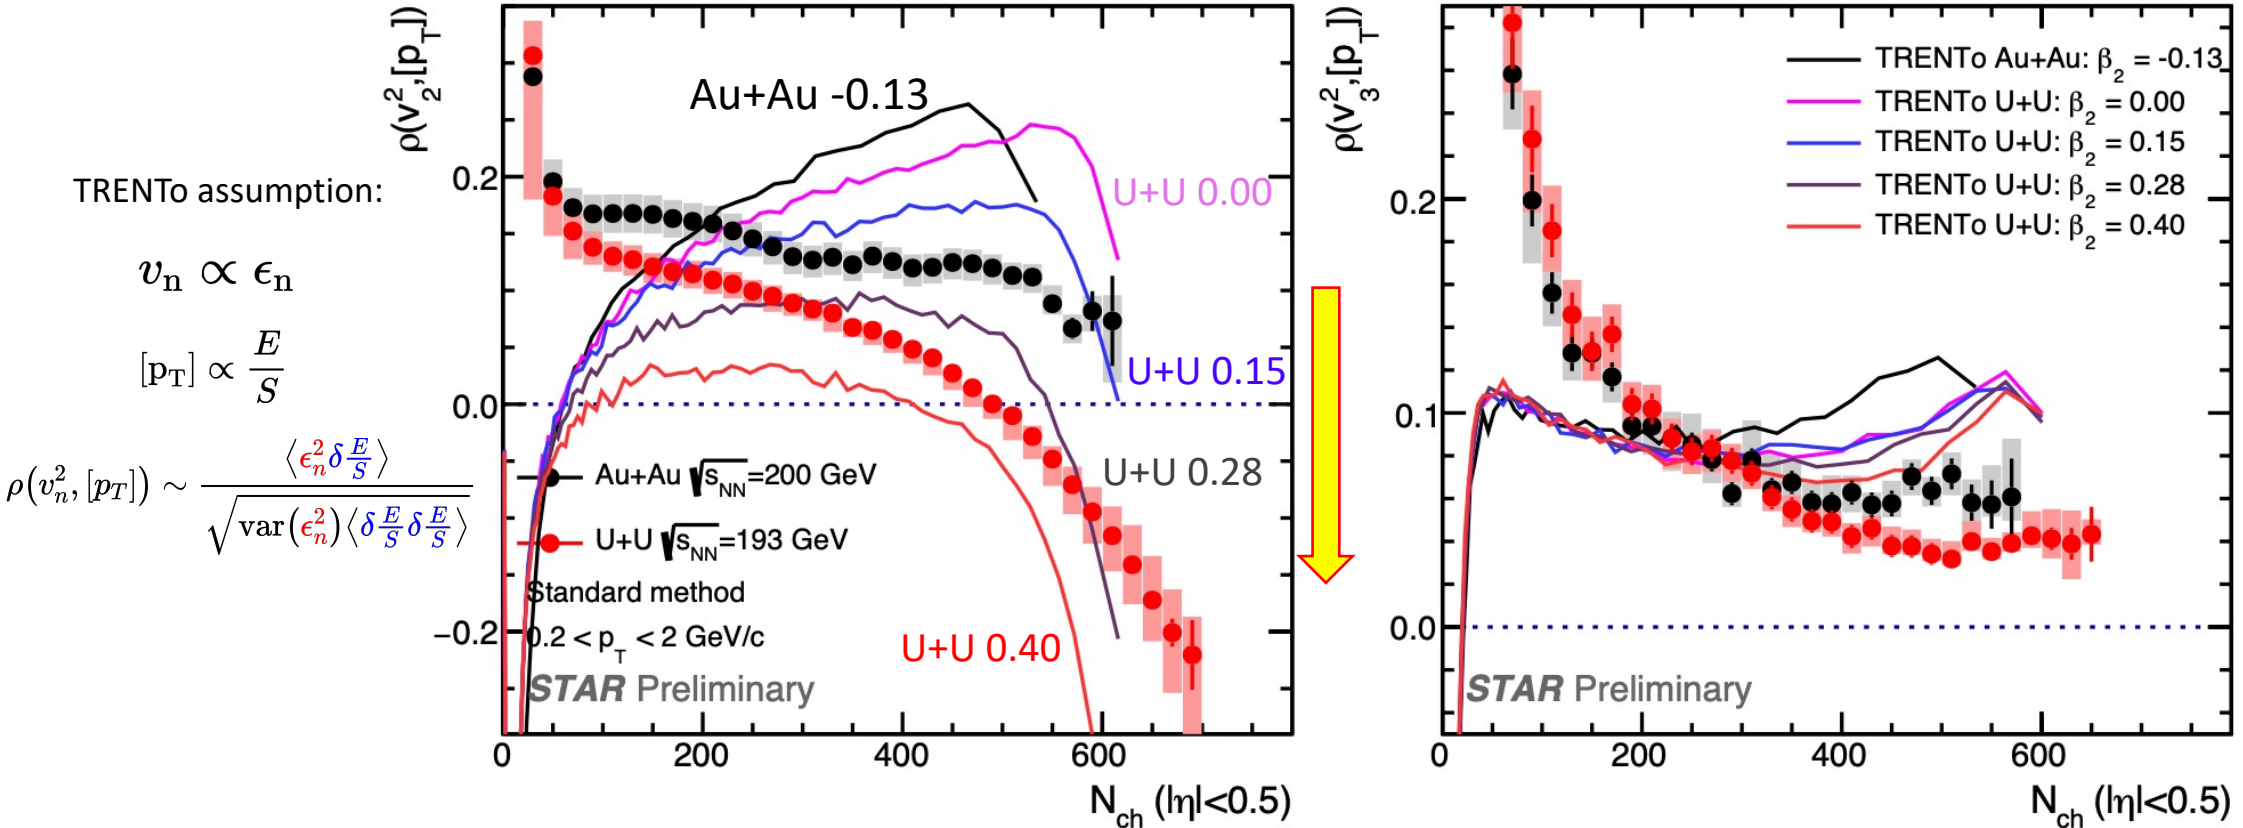 TRENTo assumption:
v_n ∝ ϵ_n
[p_T] ∝ E/S
ρ(v_n^2, [p_T]) ∼ ⟨ϵ_n^2 δ E/S⟩ / √(var(ϵ_n^2)⟨δ E/S δ E/S⟩)
ρ(v_2^2,[p_T])
0.2
0.0
−0.2
Au+Au -0.13
U+U 0.00
U+U 0.15
U+U 0.28
U+U 0.40
Au+Au √s_NN=200 GeV
U+U √s_NN=193 GeV
Standard method
0.2 < p_T < 2 GeV/c
STAR Preliminary
0 200 400 600
N_ch (|η|<0.5)
ρ(v_3^2,[p_T])
0.2
0.1
0.0
TRENTo Au+Au: β_2 = -0.13
TRENTo U+U: β_2 = 0.00
TRENTo U+U: β_2 = 0.15
TRENTo U+U: β_2 = 0.28
TRENTo U+U: β_2 = 0.40
STAR Preliminary
0 200 400 600
N_ch (|η|<0.5)